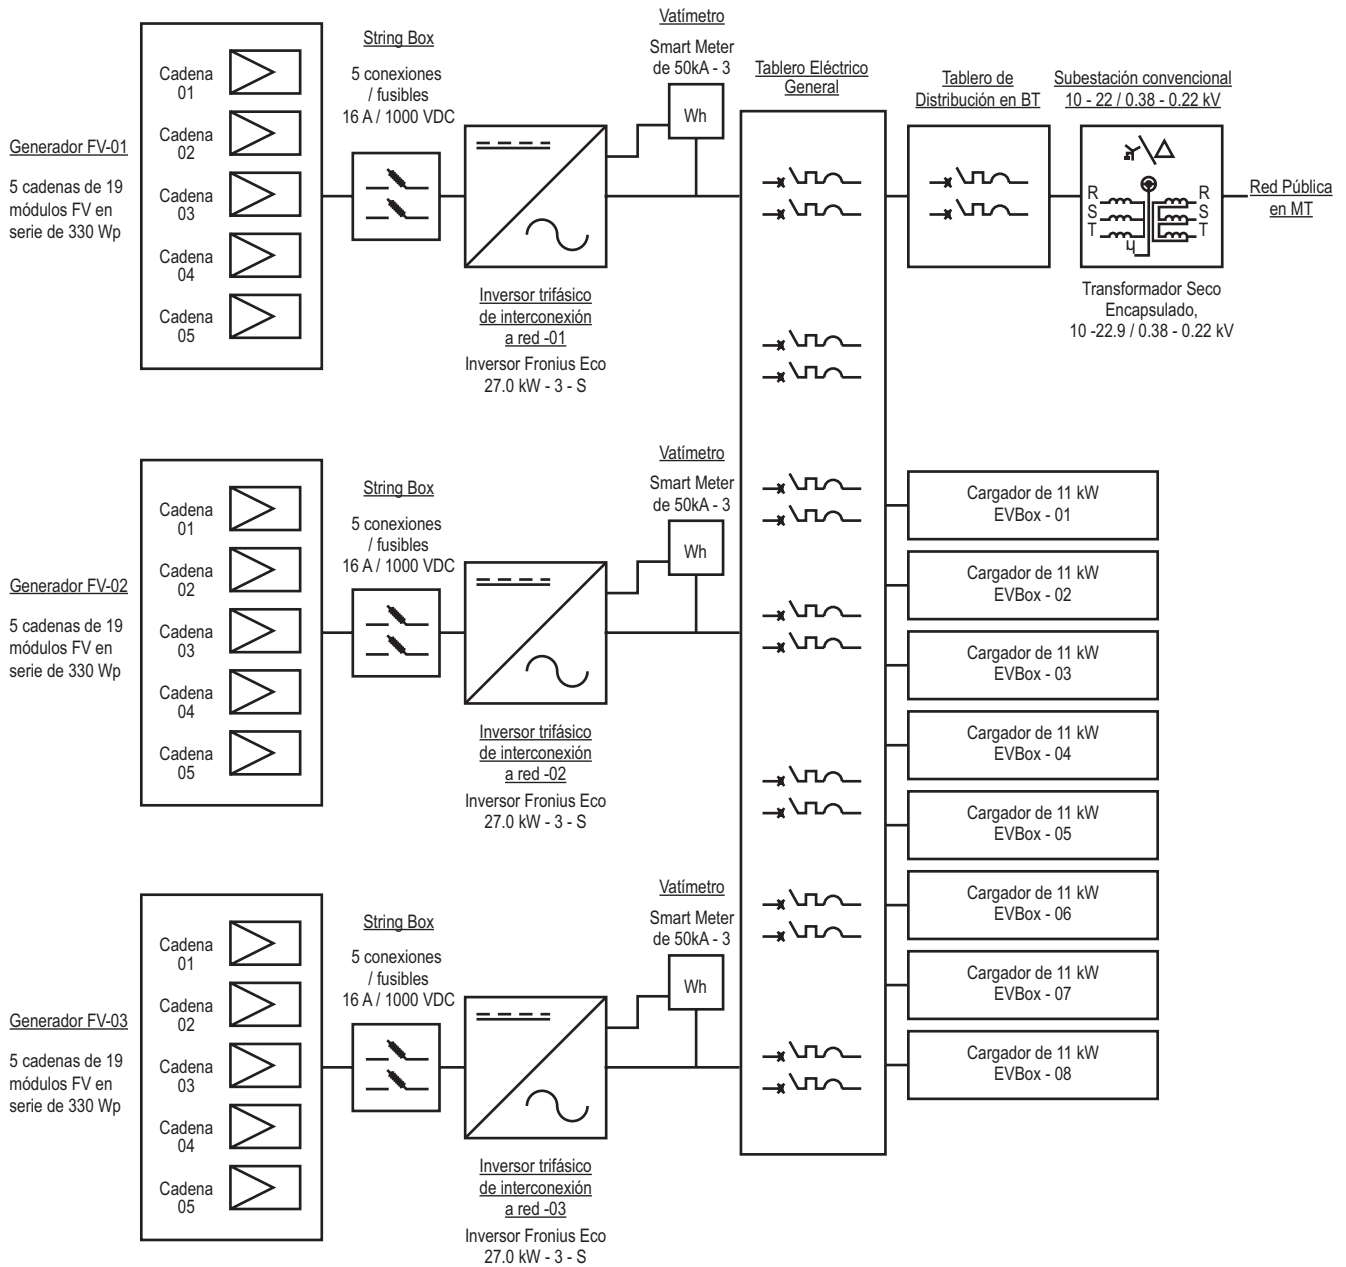 Generador FV-01
5 cadenas de 19
módulos FV en
serie de 330 Wp
Cadena
01
Cadena
02
Cadena
03
Cadena
04
Cadena
05
String Box
5 conexiones
/ fusibles
16 A / 1000 VDC
Inversor trifásico
de interconexión
a red -01
Inversor Fronius Eco
27.0 kW - 3 - S
Vatímetro
Smart Meter
de 50kA - 3
Wh
Tablero Eléctrico
General
Tablero de
Distribución en BT
Subestación convencional
10 - 22 / 0.38 - 0.22 kV
R
S
T
R
S
T
Transformador Seco
Encapsulado,
10 -22.9 / 0.38 - 0.22 kV
Red Pública
en MT
Generador FV-02
5 cadenas de 19
módulos FV en
serie de 330 Wp
Cadena
01
Cadena
02
Cadena
03
Cadena
04
Cadena
05
String Box
5 conexiones
/ fusibles
16 A / 1000 VDC
Inversor trifásico
de interconexión
a red -02
Inversor Fronius Eco
27.0 kW - 3 - S
Vatímetro
Smart Meter
de 50kA - 3
Wh
Cargador de 11 kW
EVBox - 01
Cargador de 11 kW
EVBox - 02
Cargador de 11 kW
EVBox - 03
Cargador de 11 kW
EVBox - 04
Cargador de 11 kW
EVBox - 05
Cargador de 11 kW
EVBox - 06
Cargador de 11 kW
EVBox - 07
Cargador de 11 kW
EVBox - 08
Generador FV-03
5 cadenas de 19
módulos FV en
serie de 330 Wp
Cadena
01
Cadena
02
Cadena
03
Cadena
04
Cadena
05
String Box
5 conexiones
/ fusibles
16 A / 1000 VDC
Inversor trifásico
de interconexión
a red -03
Inversor Fronius Eco
27.0 kW - 3 - S
Vatímetro
Smart Meter
de 50kA - 3
Wh